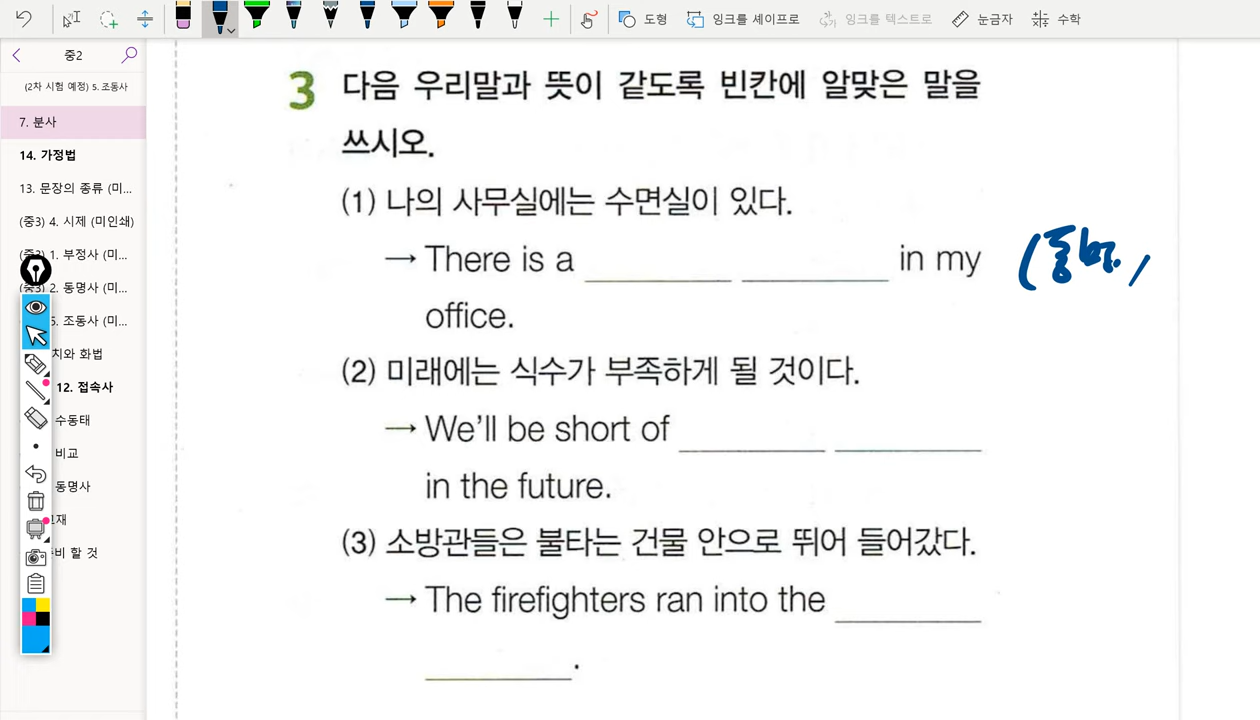 도형
잉크를 셰이프로
잉크를 텍스트로
눈금자
수학
중2
(2차 시험 예정) 5. 조동사
7. 분사
14. 가정법
13. 문장의 종류 (미...
(중3) 4. 시제 (미인쇄)
1. 부정사 (미...
2. 동명사 (미...
5. 조동사 (미...
치와 화법
12. 접속사
수동태
비교
동명사
비 할 것
3 다음 우리말과 뜻이 같도록 빈칸에 알맞은 말을
쓰시오.
(1) 나의 사무실에는 수면실이 있다.
→ There is a ________ ________ in my
office.
(2) 미래에는 식수가 부족하게 될 것이다.
→ We'll be short of ________ ________
in the future.
(3) 소방관들은 불타는 건물 안으로 뛰어 들어갔다.
→ The firefighters ran into the ________
________.